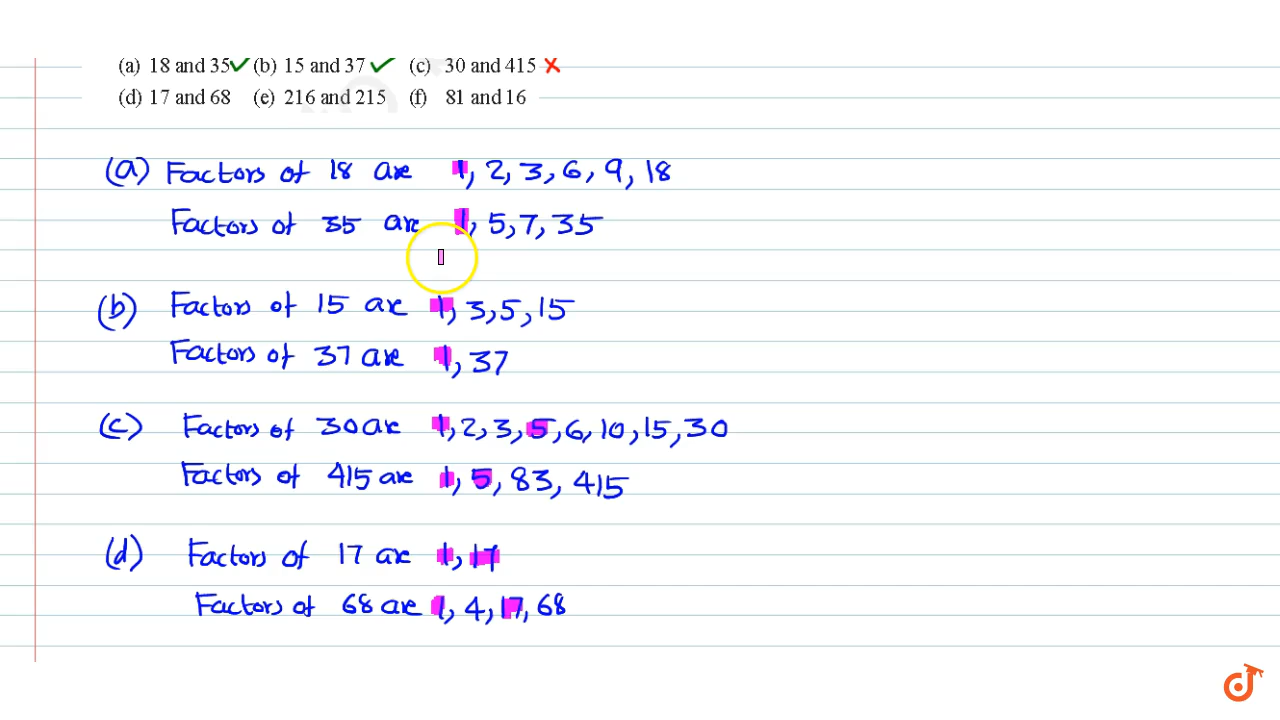 (a) 18 and 35✓ (b) 15 and 37 ✓ (c) 30 and 415 ✗
(d) 17 and 68 (e) 216 and 215 (f) 81 and 16
(a) Factors of 18 are 1, 2, 3, 6, 9, 18
Factors of 35 are 1, 5, 7, 35
(b) Factors of 15 are 1, 3, 5, 15
Factors of 37 are 1, 37
(c) Factors of 30 are 1, 2, 3, 5, 6, 10, 15, 30
Factors of 415 are 1, 5, 83, 415
(d) Factors of 17 are 1, 17
Factors of 68 are 1, 4, 17, 68